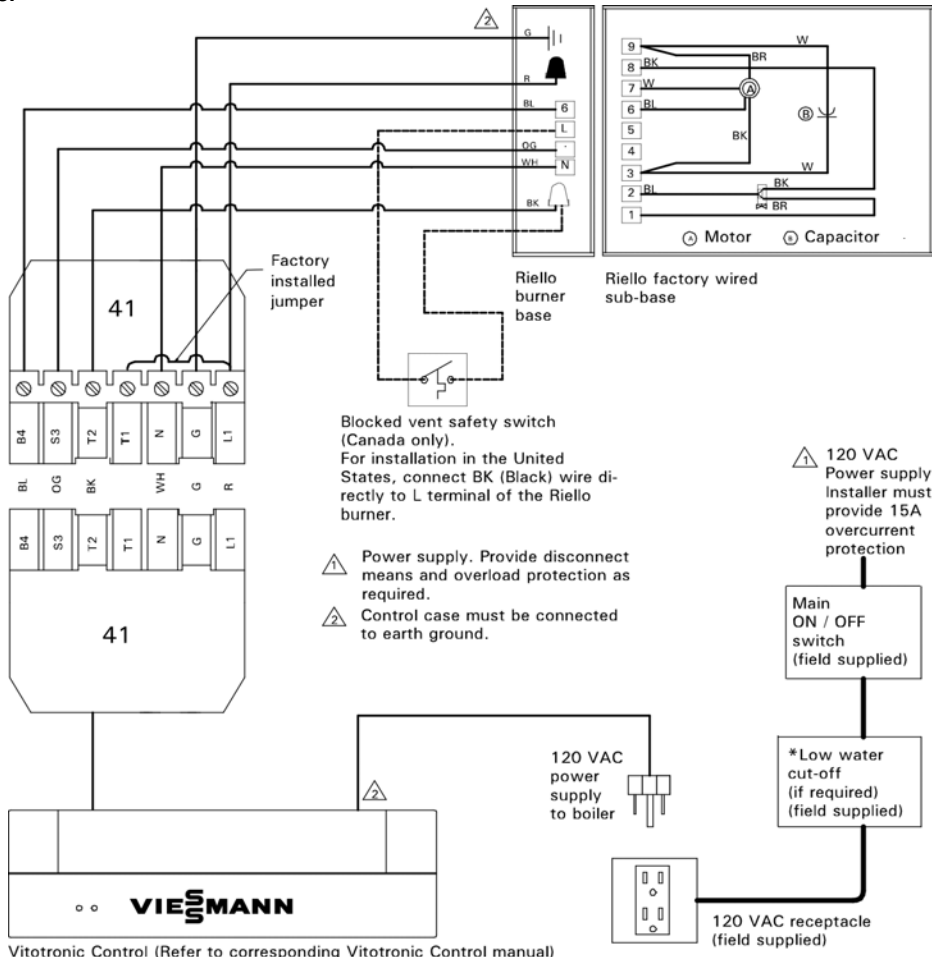 2
G
R
BL 6
L
OG
WH N
BK
Riello
burner
base
9
8
7
6
5
4
3
2
1
W
BR
BK
W
BL
A
B
BK
W
BK
BL
BR
A Motor
B Capacitor
Riello factory wired
sub-base
Factory
installed
jumper
41
B4 S3 T2 T1 N G L1
BL OG BK WH G R
B4 S3 T2 T1 N G L1
41
Blocked vent safety switch
(Canada only).
For installation in the United
States, connect BK (Black) wire di-
rectly to L terminal of the Riello
burner.
1 Power supply. Provide disconnect
means and overload protection as
required.
2 Control case must be connected
to earth ground.
1 120 VAC
Power supply
Installer must
provide 15A
overcurrent
protection
Main
ON / OFF
switch
(field supplied)
*Low water
cut-off
(if required)
(field supplied)
120 VAC
power
supply
to boiler
2
VIESSMANN
120 VAC receptacle
(field supplied)
Vitotronic Control (Refer to corresponding Vitotronic Control manual)